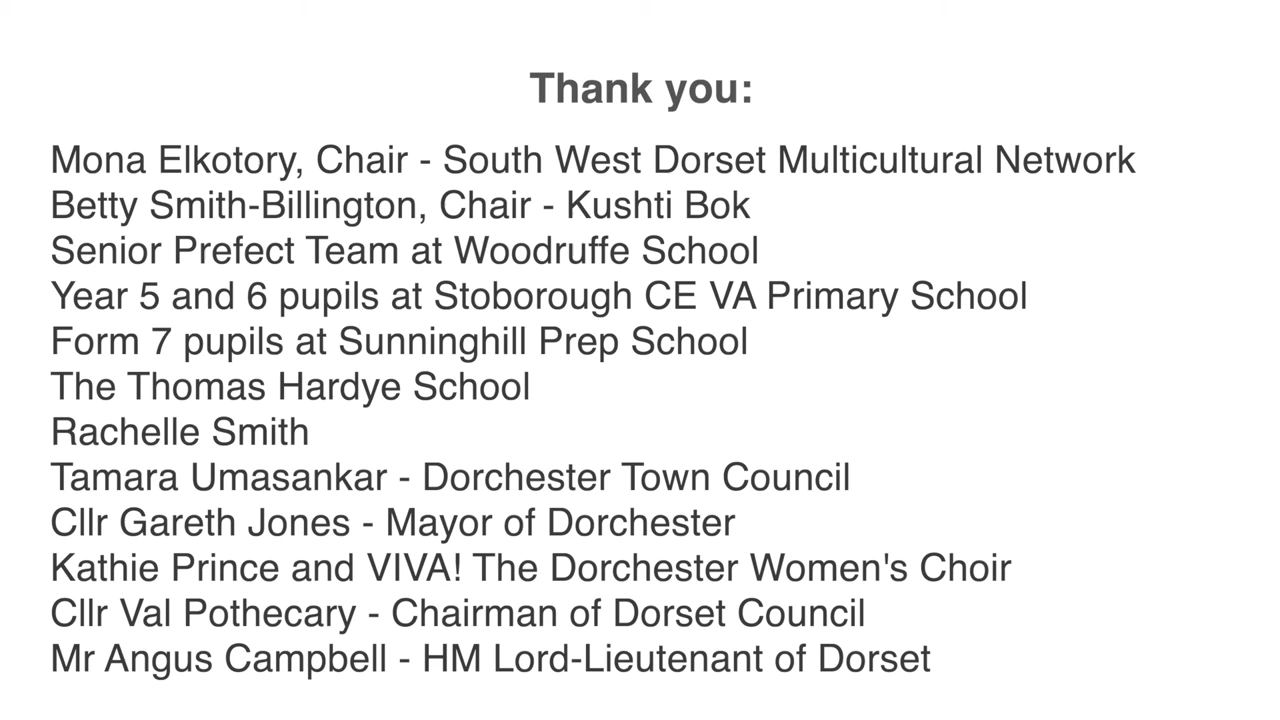 Thank you:
Mona Elkotory, Chair - South West Dorset Multicultural Network
Betty Smith-Billington, Chair - Kushti Bok
Senior Prefect Team at Woodruffe School
Year 5 and 6 pupils at Stoborough CE VA Primary School
Form 7 pupils at Sunninghill Prep School
The Thomas Hardye School
Rachelle Smith
Tamara Umasankar - Dorchester Town Council
Cllr Gareth Jones - Mayor of Dorchester
Kathie Prince and VIVA! The Dorchester Women's Choir
Cllr Val Pothecary - Chairman of Dorset Council
Mr Angus Campbell - HM Lord-Lieutenant of Dorset